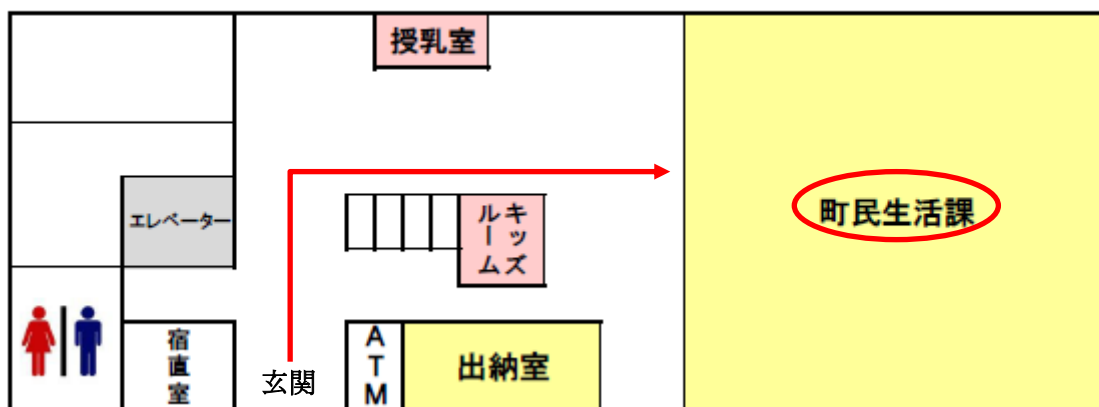 授乳室
エレベーター
キッズ
ルーム
町民生活課
宿直室
玄関
ATM
出納室